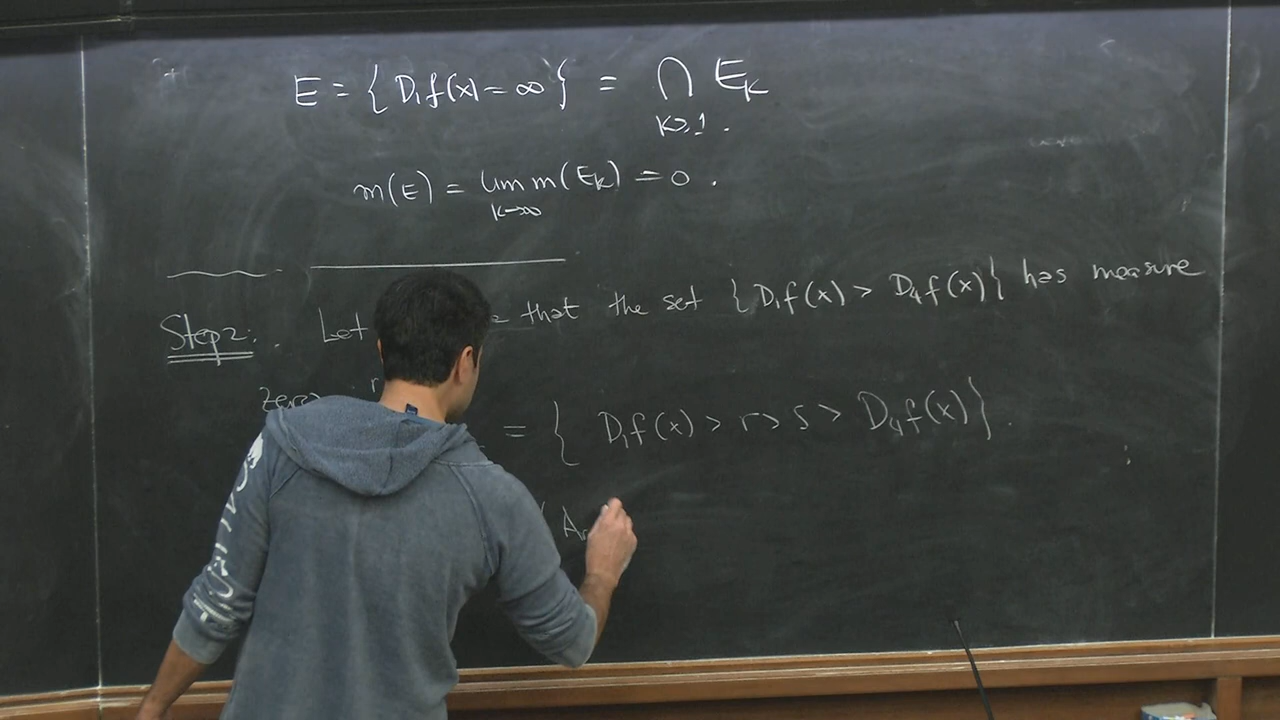 E = { D₁f(x) = ∞ } = ⋂ E_k
k≥1.
m(E) = lim m(E_k) = 0.
k→∞
Step 2: Let that the set { D₁f(x) > D₄f(x) } has measure
zero
= { D₁f(x) > r > s > D₄f(x) }.